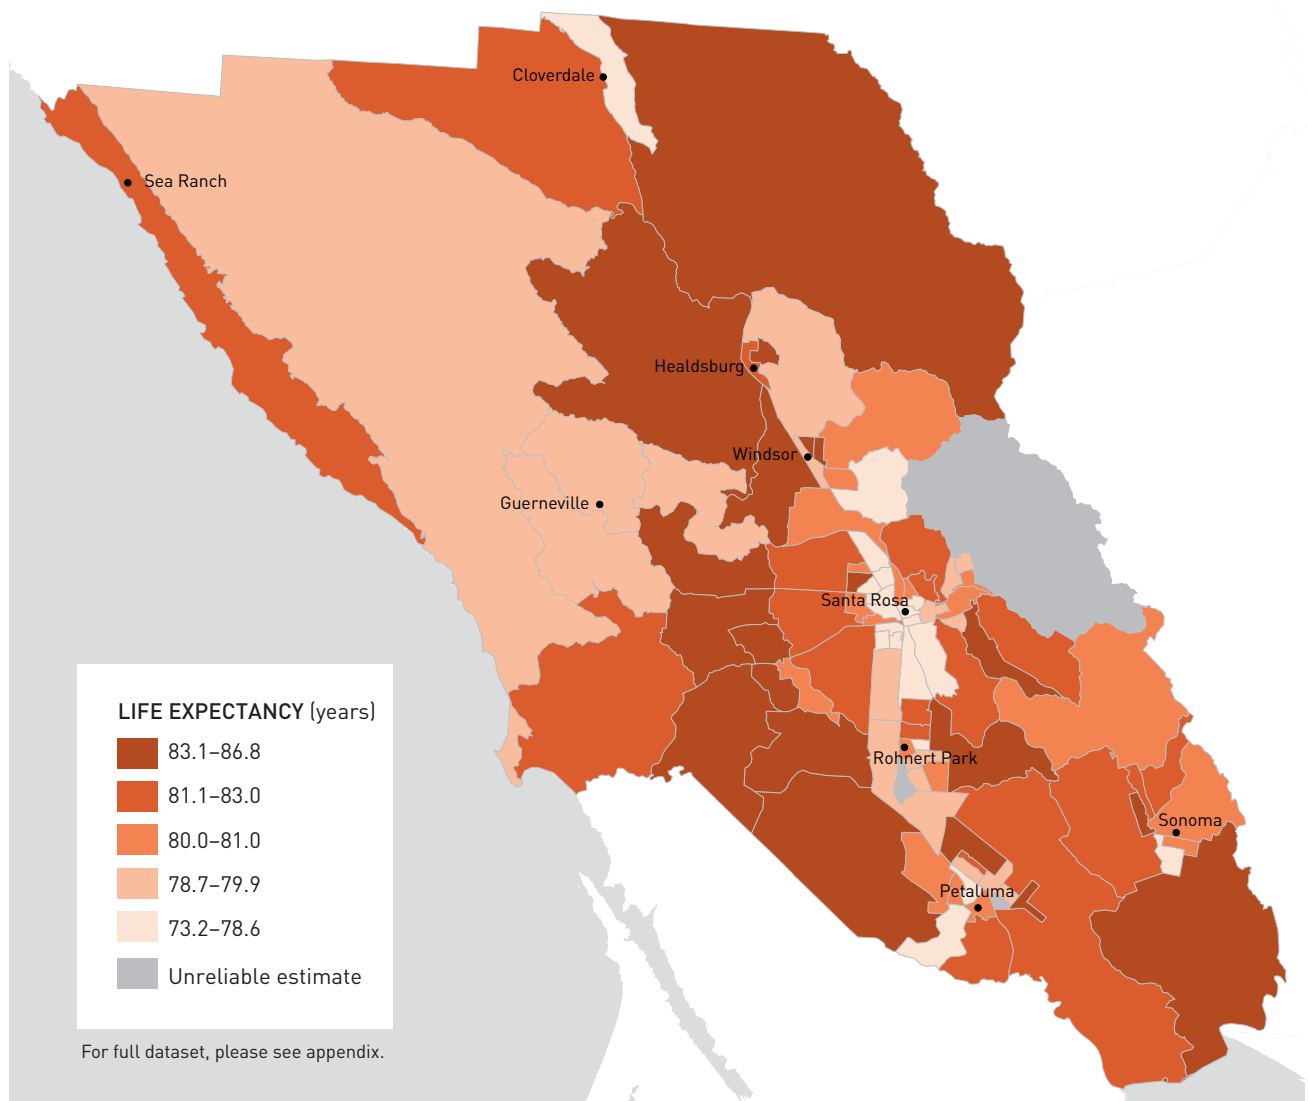 Cloverdale
Sea Ranch
Healdsburg
Windsor
Guerneville
Santa Rosa
Rohnert Park
Sonoma
Petaluma
LIFE EXPECTANCY (years)
83.1–86.8
81.1–83.0
80.0–81.0
78.7–79.9
73.2–78.6
Unreliable estimate
For full dataset, please see appendix.